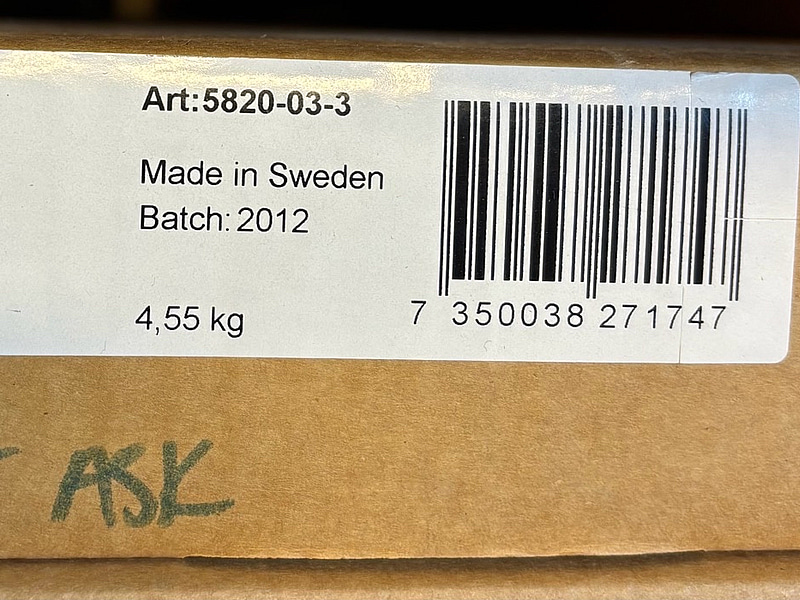 Art:5820-03-3
Made in Sweden
Batch: 2012
4,55 kg
7 350038 271747
ASK